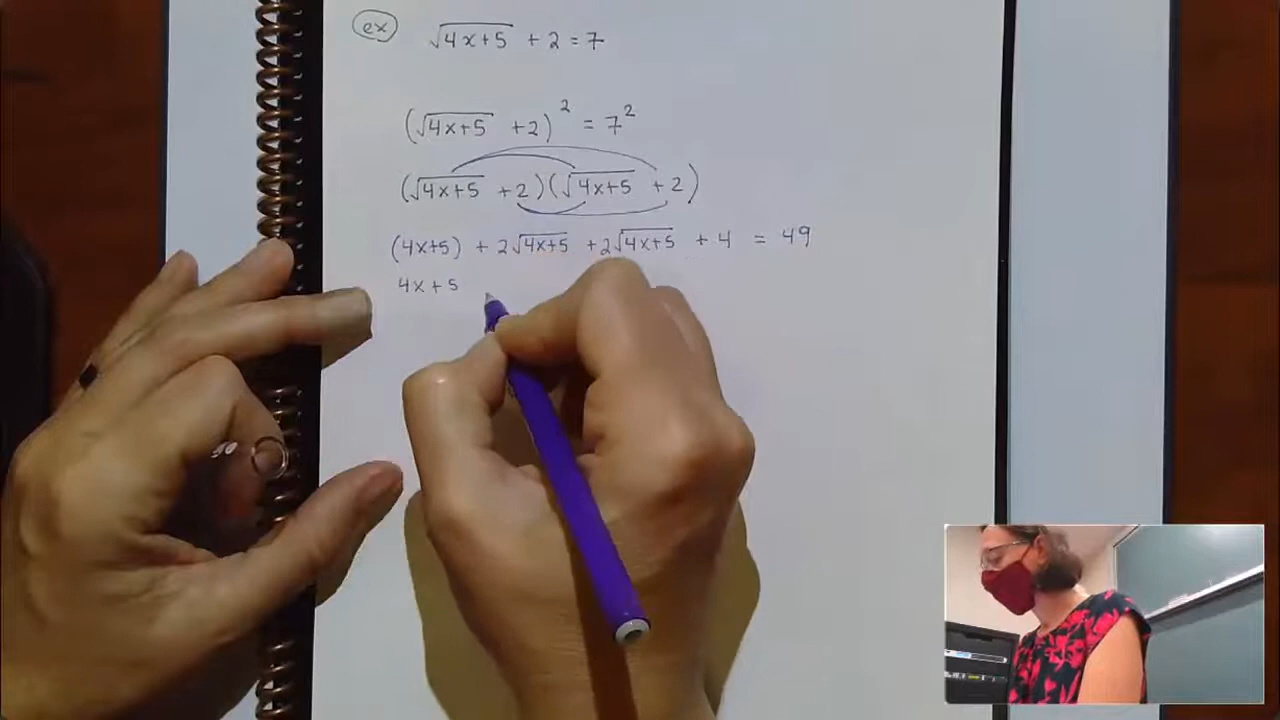 ex √4x+5 + 2 = 7
(√4x+5 + 2)² = 7²
(√4x+5 + 2)(√4x+5 + 2)
(4x+5) + 2√4x+5 + 2√4x+5 + 4 = 49
4x + 5